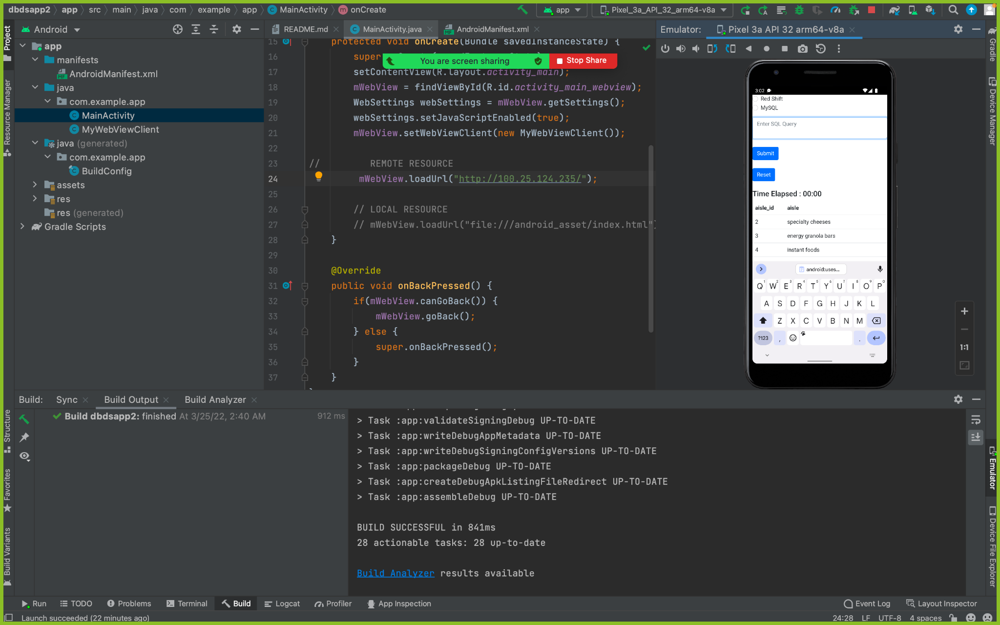 dbdsapp2 app src main java com example app MainActivity onCreate
app Pixel_3a_API_32_arm64-v8a
Project
Resource Manager
Structure
Favorites
Build Variants
Android
app
manifests
AndroidManifest.xml
java
com.example.app
MainActivity
MyWebViewClient
java (generated)
com.example.app
BuildConfig
assets
res
res (generated)
Gradle Scripts
README.md MainActivity.java AndroidManifest.xml
You are screen sharing Stop Share
15 protected void onCreate(Bundle savedInstanceState) {
16 super
17 setContentView(R.layout.activity_main);
18 mWebView = findViewById(R.id.activity_main_webview);
19 WebSettings webSettings = mWebView.getSettings();
20 webSettings.setJavaScriptEnabled(true);
21 mWebView.setWebViewClient(new MyWebViewClient());
22
23 // REMOTE RESOURCE
24 mWebView.loadUrl("http://100.25.124.235/");
25
26 // LOCAL RESOURCE
27 // mWebView.loadUrl("file:///android_asset/index.html"
28 }
29
30 @Override
31 public void onBackPressed() {
32 if(mWebView.canGoBack()) {
33 mWebView.goBack();
34 } else {
35 super.onBackPressed();
36 }
37 }
Emulator: Pixel 3a API 32 arm64-v8a
3:02
Red Shift
MySQL
Enter SQL Query
Submit
Reset
Time Elapsed : 00:00
aisle_id aisle
2 specialty cheeses
3 energy granola bars
4 instant foods
android:uses...
Q1 W2 E3 R4 T5 Y6 U7 I8 O9 P0
A S D F G H J K L
Z X C V B N M
?123 , .
1:1
Gradle
Device Manager
Emulator
Device File Explorer
Build: Sync Build Output Build Analyzer
Build dbdsapp2: finished At 3/25/22, 2:40 AM 912 ms
> Task :app:validateSigningDebug UP-TO-DATE
> Task :app:writeDebugAppMetadata UP-TO-DATE
> Task :app:writeDebugSigningConfigVersions UP-TO-DATE
> Task :app:packageDebug UP-TO-DATE
> Task :app:createDebugApkListingFileRedirect UP-TO-DATE
> Task :app:assembleDebug UP-TO-DATE
BUILD SUCCESSFUL in 841ms
28 actionable tasks: 28 up-to-date
Build Analyzer results available
Run TODO Problems Terminal Build Logcat Profiler App Inspection Event Log Layout Inspector
Launch succeeded (22 minutes ago) 24:28 LF UTF-8 4 spaces